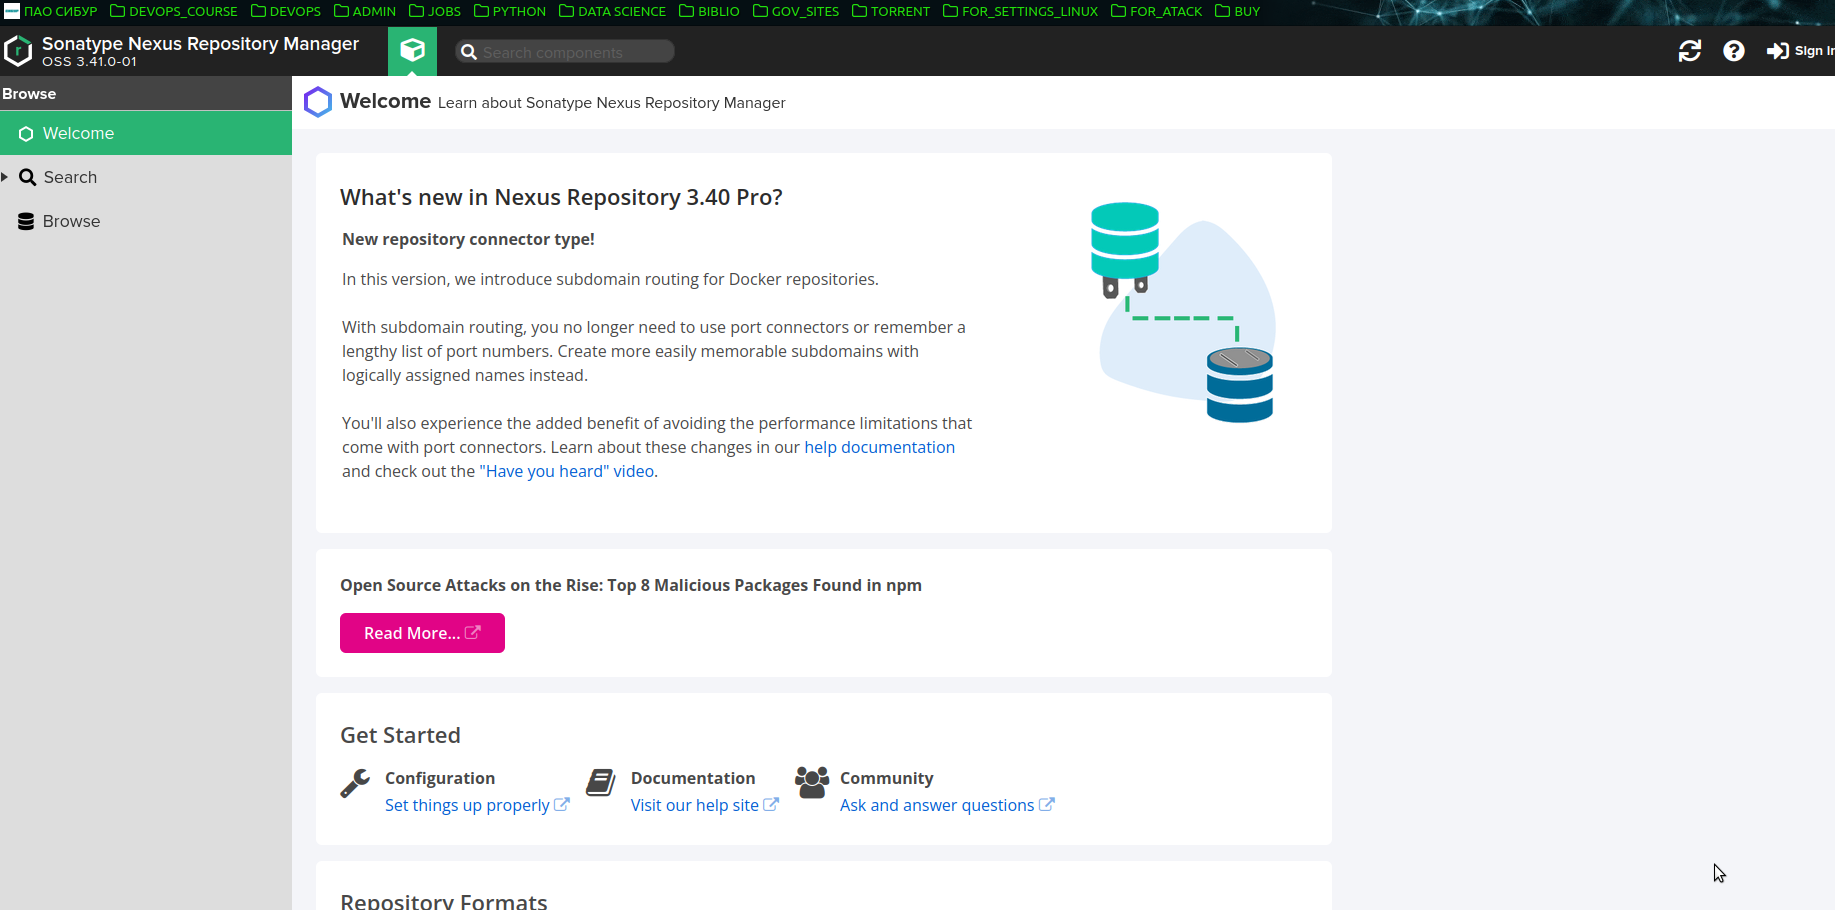 ПАО СИБУР DEVOPS_COURSE DEVOPS ADMIN JOBS PYTHON DATA SCIENCE BIBLIO GOV_SITES TORRENT FOR_SETTINGS_LINUX FOR_ATACK BUY
Sonatype Nexus Repository Manager
OSS 3.41.0-01
Search components
Sign In
Browse
Welcome
Search
Browse
Welcome Learn about Sonatype Nexus Repository Manager
What's new in Nexus Repository 3.40 Pro?
New repository connector type!
In this version, we introduce subdomain routing for Docker repositories.
With subdomain routing, you no longer need to use port connectors or remember a
lengthy list of port numbers. Create more easily memorable subdomains with
logically assigned names instead.
You'll also experience the added benefit of avoiding the performance limitations that
come with port connectors. Learn about these changes in our help documentation
and check out the "Have you heard" video.
Open Source Attacks on the Rise: Top 8 Malicious Packages Found in npm
Read More...
Get Started
Configuration
Set things up properly
Documentation
Visit our help site
Community
Ask and answer questions
Repository Formats